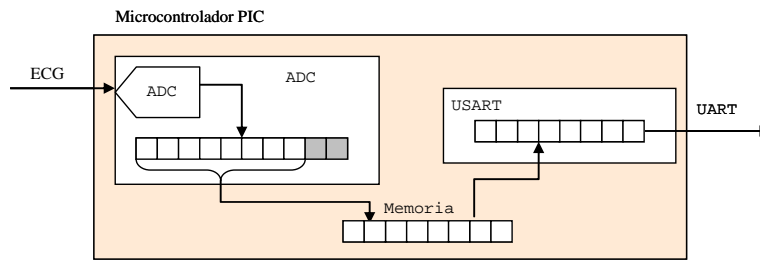 Microcontrolador PIC
ECG
ADC
ADC
USART
UART
Memoria